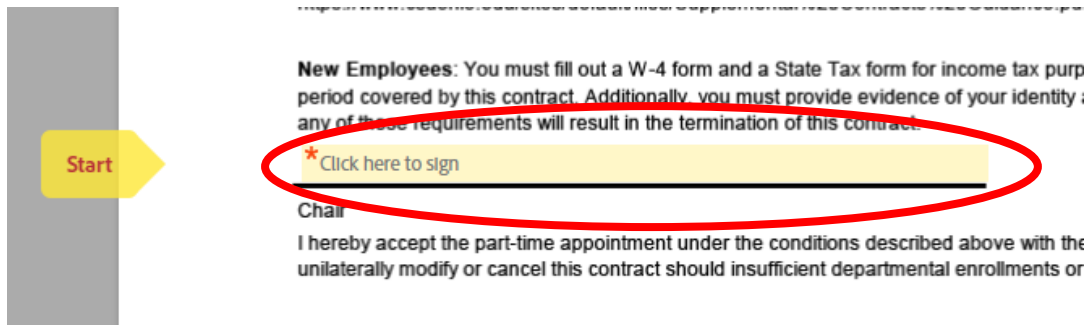 New Employees: You must fill out a W-4 form and a State Tax form for income tax purp
period covered by this contract. Additionally, you must provide evidence of your identity
any of these requirements will result in the termination of this contract.
Start
*Click here to sign
Chair
I hereby accept the part-time appointment under the conditions described above with the
unilaterally modify or cancel this contract should insufficient departmental enrollments or